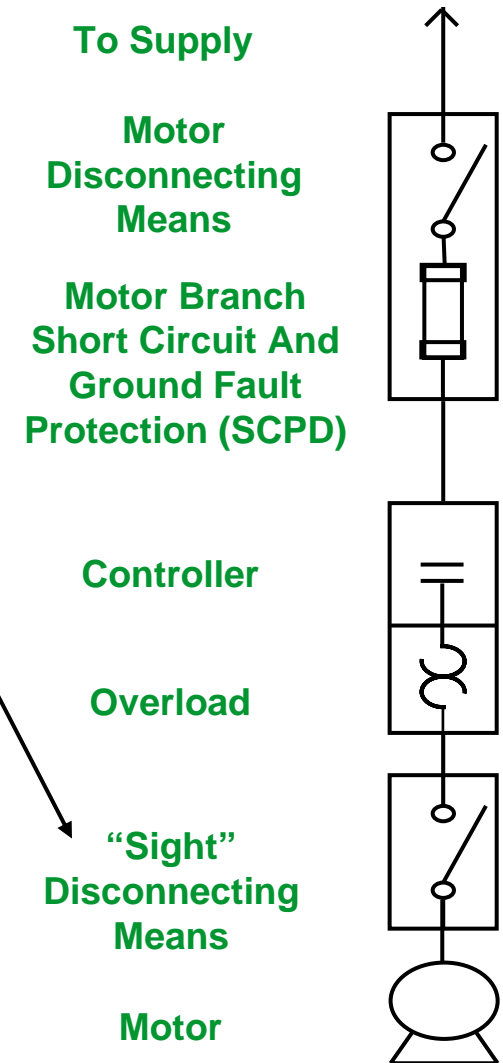 To Supply
Motor
Disconnecting
Means
Motor Branch
Short Circuit And
Ground Fault
Protection (SCPD)
Controller
Overload
“Sight”
Disconnecting
Means
Motor